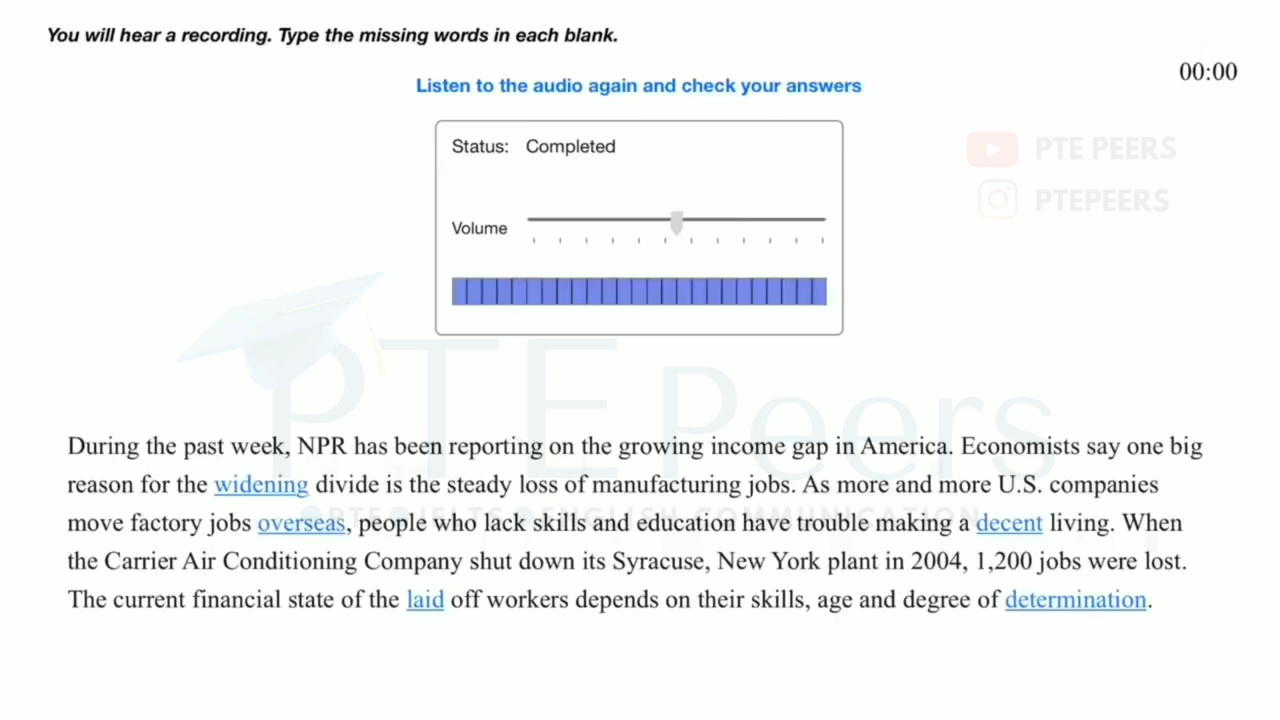 You will hear a recording. Type the missing words in each blank.
00:00
Listen to the audio again and check your answers
Status: Completed
PTE PEERS
PTEPEERS
Volume
PTE Peers
During the past week, NPR has been reporting on the growing income gap in America. Economists say one big
reason for the widening divide is the steady loss of manufacturing jobs. As more and more U.S. companies
PTE IELTS ENGLISH COMMUNICATION
move factory jobs overseas, people who lack skills and education have trouble making a decent living. When
the Carrier Air Conditioning Company shut down its Syracuse, New York plant in 2004, 1,200 jobs were lost.
The current financial state of the laid off workers depends on their skills, age and degree of determination.